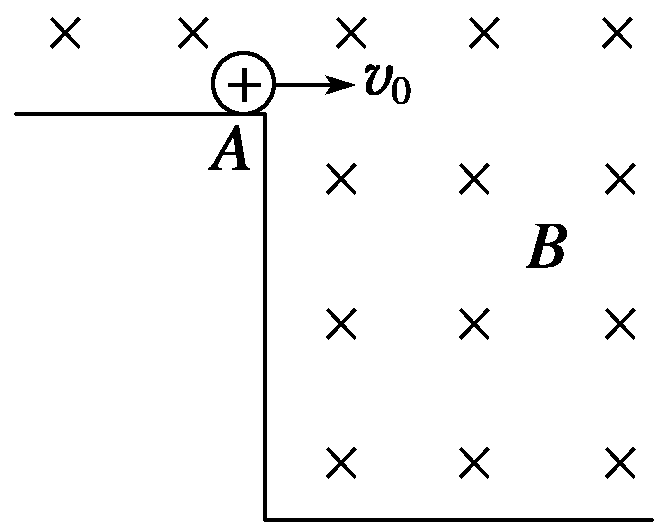 × × × × ×
+ v₀
A
× × ×
B
× × ×
× × ×